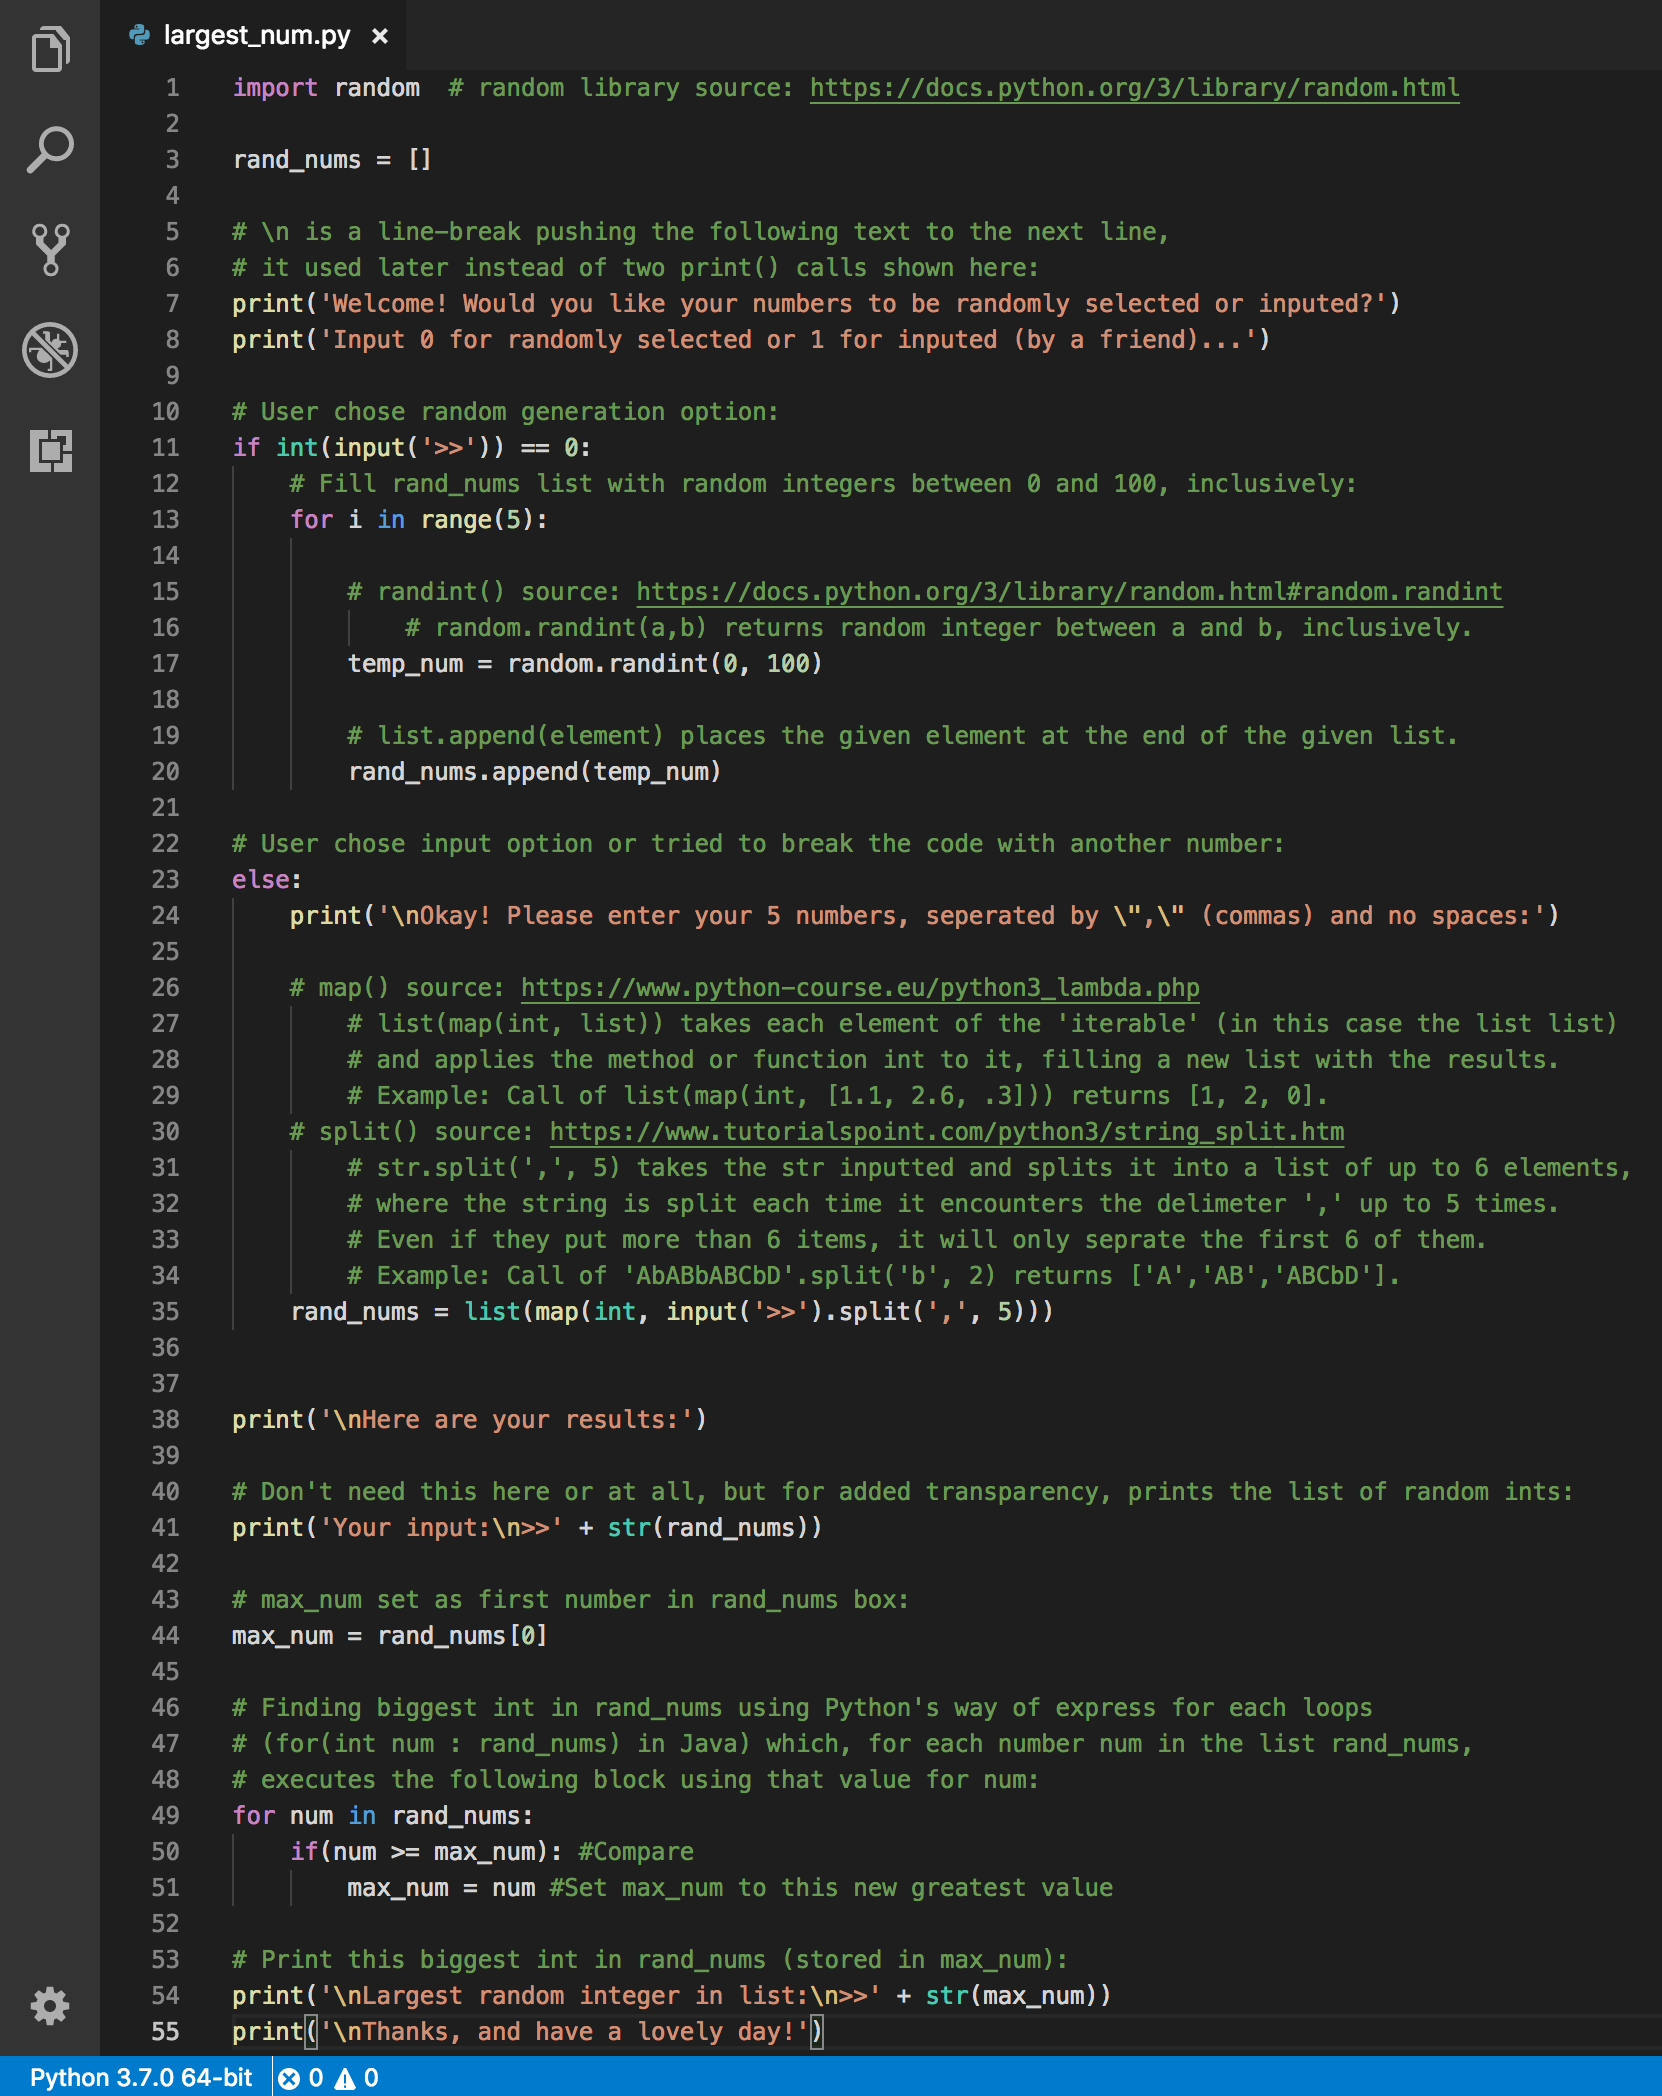 largest_num.py ×
1 import random  # random library source: https://docs.python.org/3/library/random.html
2
3 rand_nums = []
4
5 # \n is a line-break pushing the following text to the next line,
6 # it used later instead of two print() calls shown here:
7 print('Welcome! Would you like your numbers to be randomly selected or inputed?')
8 print('Input 0 for randomly selected or 1 for inputed (by a friend)...')
9
10 # User chose random generation option:
11 if int(input('>>')) == 0:
12     # Fill rand_nums list with random integers between 0 and 100, inclusively:
13     for i in range(5):
14
15         # randint() source: https://docs.python.org/3/library/random.html#random.randint
16             # random.randint(a,b) returns random integer between a and b, inclusively.
17         temp_num = random.randint(0, 100)
18
19         # list.append(element) places the given element at the end of the given list.
20         rand_nums.append(temp_num)
21
22 # User chose input option or tried to break the code with another number:
23 else:
24     print('\nOkay! Please enter your 5 numbers, seperated by \",\" (commas) and no spaces:')
25
26     # map() source: https://www.python-course.eu/python3_lambda.php
27         # list(map(int, list)) takes each element of the 'iterable' (in this case the list list)
28         # and applies the method or function int to it, filling a new list with the results.
29         # Example: Call of list(map(int, [1.1, 2.6, .3])) returns [1, 2, 0].
30     # split() source: https://www.tutorialspoint.com/python3/string_split.htm
31         # str.split(',', 5) takes the str inputted and splits it into a list of up to 6 elements,
32         # where the string is split each time it encounters the delimeter ',' up to 5 times.
33         # Even if they put more than 6 items, it will only seprate the first 6 of them.
34         # Example: Call of 'AbABbABCbD'.split('b', 2) returns ['A','AB','ABCbD'].
35     rand_nums = list(map(int, input('>>').split(',', 5)))
36
37
38 print('\nHere are your results:')
39
40 # Don't need this here or at all, but for added transparency, prints the list of random ints:
41 print('Your input:\n>>' + str(rand_nums))
42
43 # max_num set as first number in rand_nums box:
44 max_num = rand_nums[0]
45
46 # Finding biggest int in rand_nums using Python's way of express for each loops
47 # (for(int num : rand_nums) in Java) which, for each number num in the list rand_nums,
48 # executes the following block using that value for num:
49 for num in rand_nums:
50     if(num >= max_num): #Compare
51         max_num = num #Set max_num to this new greatest value
52
53 # Print this biggest int in rand_nums (stored in max_num):
54 print('\nLargest random integer in list:\n>>' + str(max_num))
55 print('\nThanks, and have a lovely day!')
Python 3.7.0 64-bit 0 0